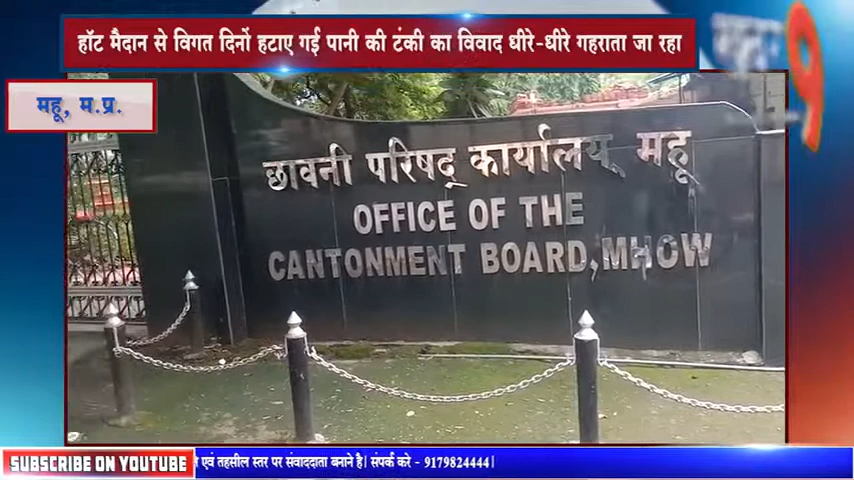 हॉट मैदान से विगत दिनों हटाए गई पानी की टंकी का विवाद धीरे-धीरे गहराता जा रहा
महू, म.प्र.
छावनी परिषद् कार्यालय, महू
OFFICE OF THE
CANTONMENT BOARD, MHOW
SUBSCRIBE ON YOUTUBE
एवं तहसील स्तर पर संवाददाता बनाने है। संपर्क करे - 9179824444।